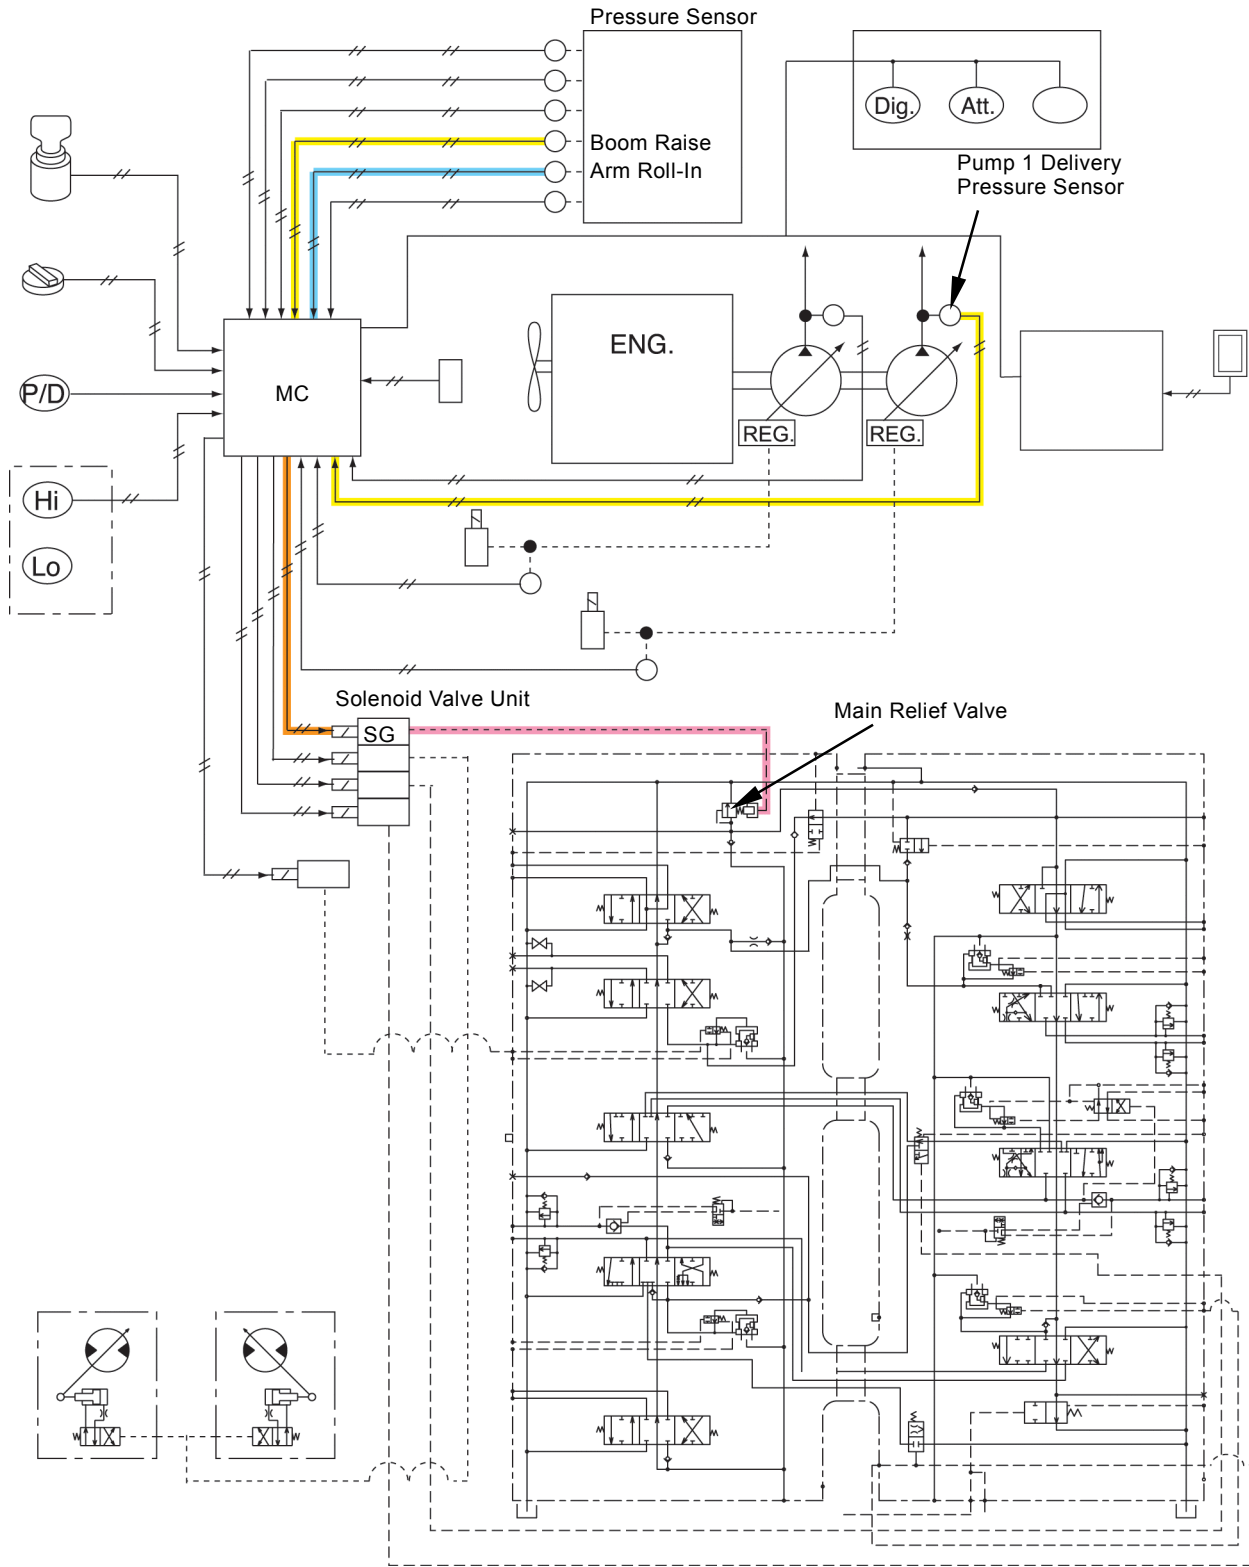 Pressure Sensor
Boom Raise
Arm Roll-In
Dig.
Att.
Pump 1 Delivery
Pressure Sensor
ENG.
MC
P/D
REG.
REG.
Hi
Lo
Solenoid Valve Unit
SG
Main Relief Valve